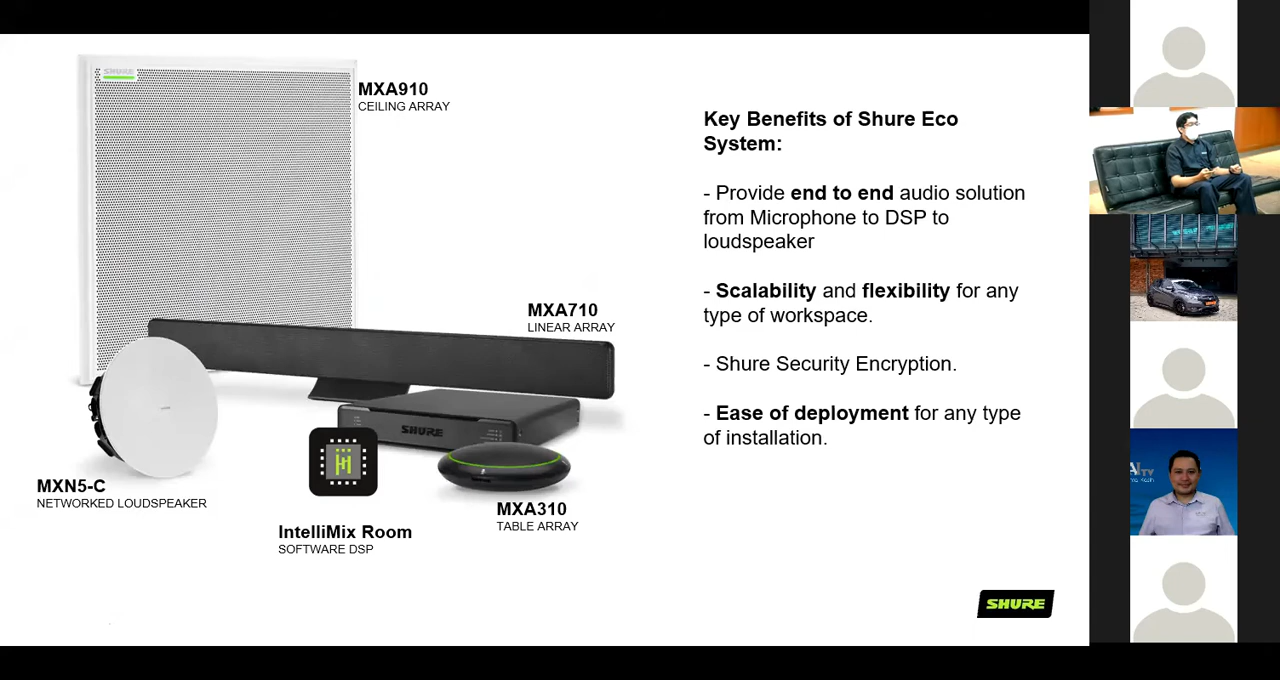 SHURE
MXA910
CEILING ARRAY
Key Benefits of Shure Eco
System:
- Provide end to end audio solution
from Microphone to DSP to
loudspeaker
- Scalability and flexibility for any
type of workspace.
- Shure Security Encryption.
- Ease of deployment for any type
of installation.
MXA710
LINEAR ARRAY
SHURE
MXN5-C
NETWORKED LOUDSPEAKER
MXA310
TABLE ARRAY
IntelliMix Room
SOFTWARE DSP
SHURE